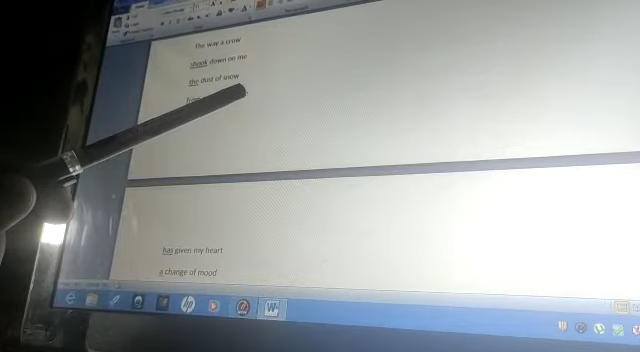 The way a crow
shook down on me
the dust of snow
has given my heart
a change of mood